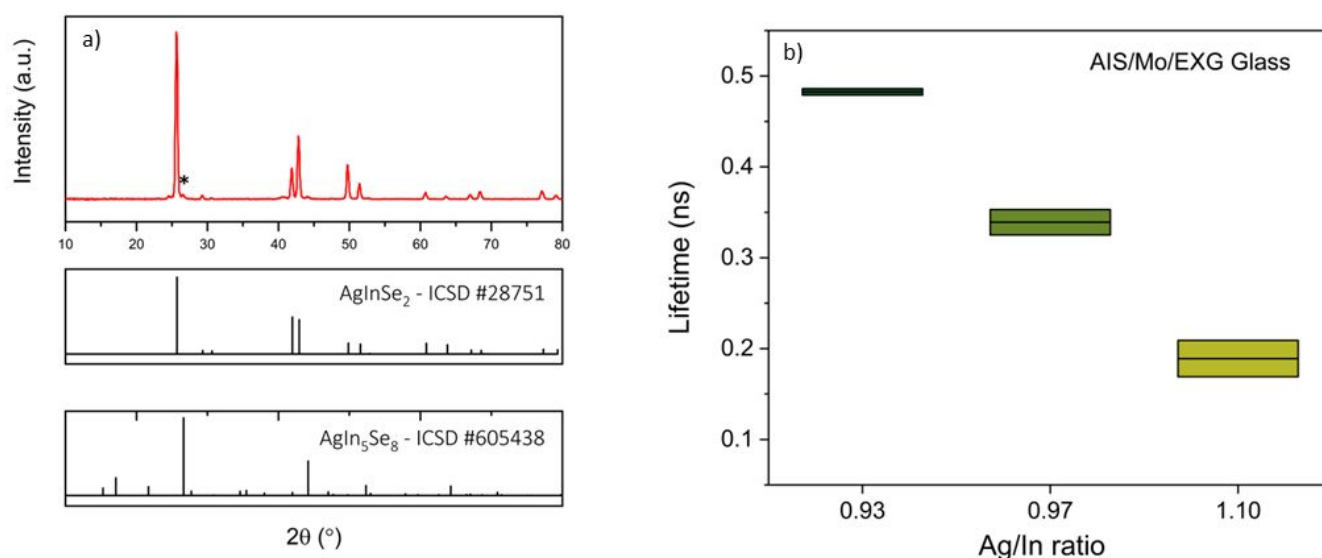 a)
Intensity (a.u.)
*
10 20 30 40 50 60 70 80
AgInSe₂ - ICSD #28751
AgIn₅Se₈ - ICSD #605438
2θ (°)
b)
AIS/Mo/EXG Glass
Lifetime (ns)
0.5
0.4
0.3
0.2
0.1
0.93 0.97 1.10
Ag/In ratio